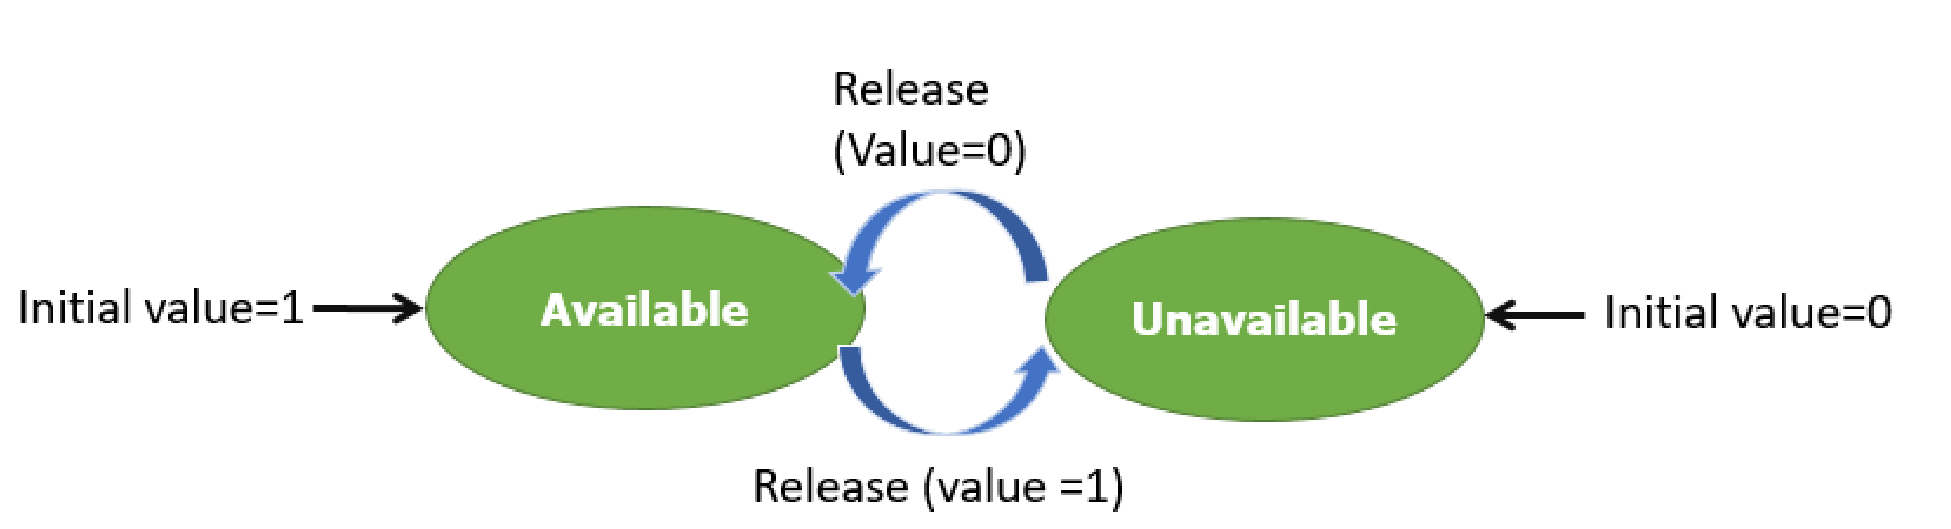 Release
(Value=0)
Initial value=1
Available
Unavailable
Initial value=0
Release (value =1)